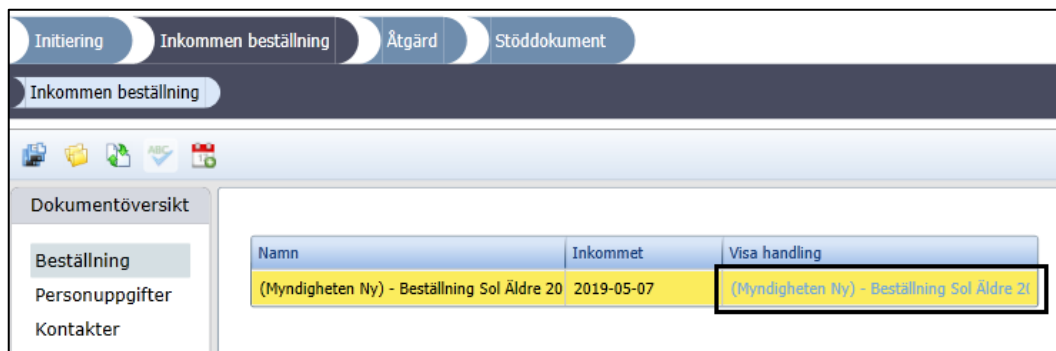 Initiering Inkommen beställning Åtgärd Stöddokument
Inkommen beställning
Dokumentöversikt
Beställning
Personuppgifter
Kontakter
Namn Inkommet Visa handling
(Myndigheten Ny) - Beställning Sol Äldre 20 2019-05-07 (Myndigheten Ny) - Beställning Sol Äldre 20